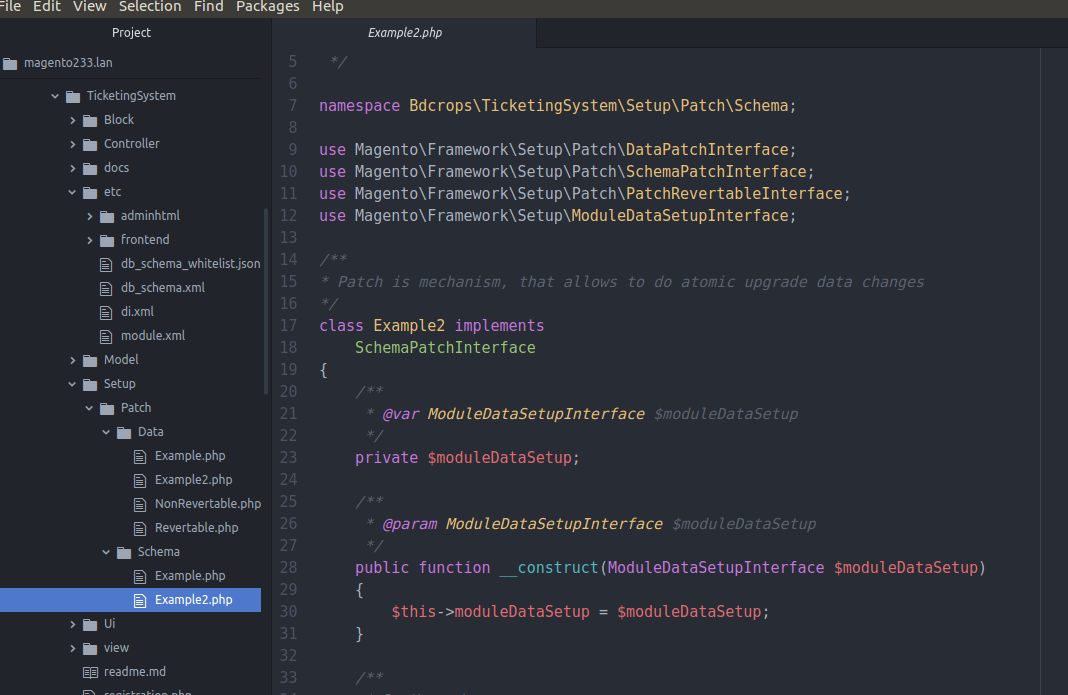 File Edit View Selection Find Packages Help
Project
magento233.lan
TicketingSystem
Block
Controller
docs
etc
adminhtml
frontend
db_schema_whitelist.json
db_schema.xml
di.xml
module.xml
Model
Setup
Patch
Data
Example.php
Example2.php
NonRevertable.php
Revertable.php
Schema
Example.php
Example2.php
Ui
view
readme.md
registration.php
Example2.php
5 */
6
7 namespace Bdcrops\TicketingSystem\Setup\Patch\Schema;
8
9 use Magento\Framework\Setup\Patch\DataPatchInterface;
10 use Magento\Framework\Setup\Patch\SchemaPatchInterface;
11 use Magento\Framework\Setup\Patch\PatchRevertableInterface;
12 use Magento\Framework\Setup\ModuleDataSetupInterface;
13
14 /**
15 * Patch is mechanism, that allows to do atomic upgrade data changes
16 */
17 class Example2 implements
18 SchemaPatchInterface
19 {
20 /**
21 * @var ModuleDataSetupInterface $moduleDataSetup
22 */
23 private $moduleDataSetup;
24
25 /**
26 * @param ModuleDataSetupInterface $moduleDataSetup
27 */
28 public function __construct(ModuleDataSetupInterface $moduleDataSetup)
29 {
30 $this->moduleDataSetup = $moduleDataSetup;
31 }
32
33 /**